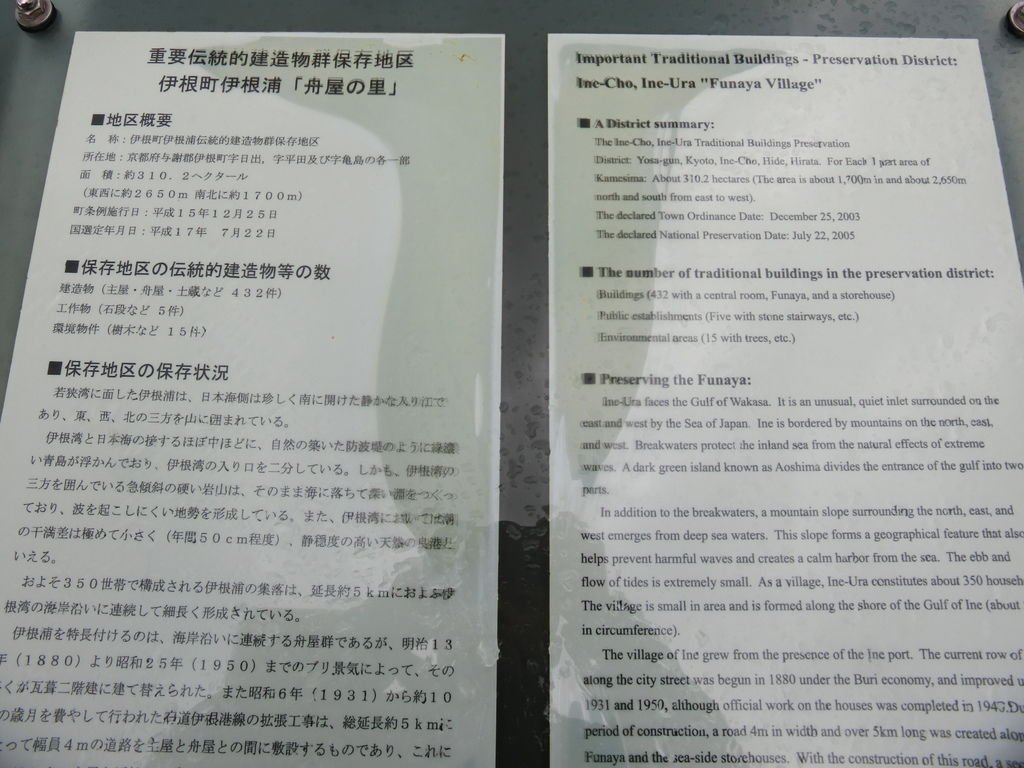 重要伝統的建造物群保存地区
伊根町伊根浦「舟屋の里」
■地区概要
名　称：伊根町伊根浦伝統的建造物群保存地区
所在地：京都府与謝郡伊根町字日出，字平田及び字亀島の各一部
面　積：約３１０．２ヘクタール
（東西に約２６５０ｍ 南北に約１７００ｍ）
町条例施行日：平成１５年１２月２５日
国選定年月日：平成１７年　７月２２日
■保存地区の伝統的建造物等の数
建造物（主屋・舟屋・土蔵など ４３２件）
工作物（石段など ５件）
環境物件（樹木など １５件）
■保存地区の保存状況
若狭湾に面した伊根浦は、日本海側は珍しく南に開けた静かな入り江で
あり、東、西、北の三方を山に囲まれている。
伊根湾と日本海の接するほぼ中ほどに、自然の築いた防波堤のように緑濃
い青島が浮かんでおり、伊根湾の入り口を二分している。しかも、伊根湾の
三方を囲んでいる急傾斜の硬い岩山は、そのまま海に落ちて深い淵をつくっ
ており、波を起こしにくい地勢を形成している。また、伊根湾においては潮
の干満差は極めて小さく（年間５０ｃｍ程度）、静穏度の高い天然の良港と
いえる。
およそ３５０世帯で構成される伊根浦の集落は、延長約５ｋｍにおよぶ伊
根湾の海岸沿いに連続して細長く形成されている。
伊根浦を特長付けるのは、海岸沿いに連続する舟屋群であるが、明治１３
年（１８８０）より昭和２５年（１９５０）までのブリ景気によって、その
くが瓦葺二階建に建て替えられた。また昭和６年（１９３１）から約１０
の歳月を費やして行われた府道伊根港線の拡張工事は、総延長約５ｋｍに
って幅員４ｍの道路を主屋と舟屋との間に敷設するものであり、これに
Important Traditional Buildings - Preservation District:
Ine-Cho, Ine-Ura "Funaya Village"
■ A District summary:
The Ine-Cho, Ine-Ura Traditional Buildings Preservation
District: Yosa-gun, Kyoto, Ine-Cho, Hide, Hirata. For Each 1 part area of
Kamesima: About 310.2 hectares (The area is about 1,700m in and about 2,650m
north and south from east to west).
The declared Town Ordinance Date: December 25, 2003
The declared National Preservation Date: July 22, 2005
■ The number of traditional buildings in the preservation district:
Buildings (432 with a central room, Funaya, and a storehouse)
Public establishments (Five with stone stairways, etc.)
Environmental areas (15 with trees, etc.)
■ Preserving the Funaya:
Ine-Ura faces the Gulf of Wakasa. It is an unusual, quiet inlet surrounded on the
east and west by the Sea of Japan. Ine is bordered by mountains on the north, east,
and west. Breakwaters protect the inland sea from the natural effects of extreme
waves. A dark green island known as Aoshima divides the entrance of the gulf into two
parts.
In addition to the breakwaters, a mountain slope surrounding the north, east, and
west emerges from deep sea waters. This slope forms a geographical feature that also
helps prevent harmful waves and creates a calm harbor from the sea. The ebb and
flow of tides is extremely small. As a village, Ine-Ura constitutes about 350 househ
The village is small in area and is formed along the shore of the Gulf of Ine (about
in circumference).
The village of Ine grew from the presence of the Ine port. The current row of
along the city street was begun in 1880 under the Buri economy, and improved u
1931 and 1950, although official work on the houses was completed in 1940. Du
period of construction, a road 4m in width and over 5km long was created alon
Funaya and the sea-side storehouses. With the construction of this road, a sec